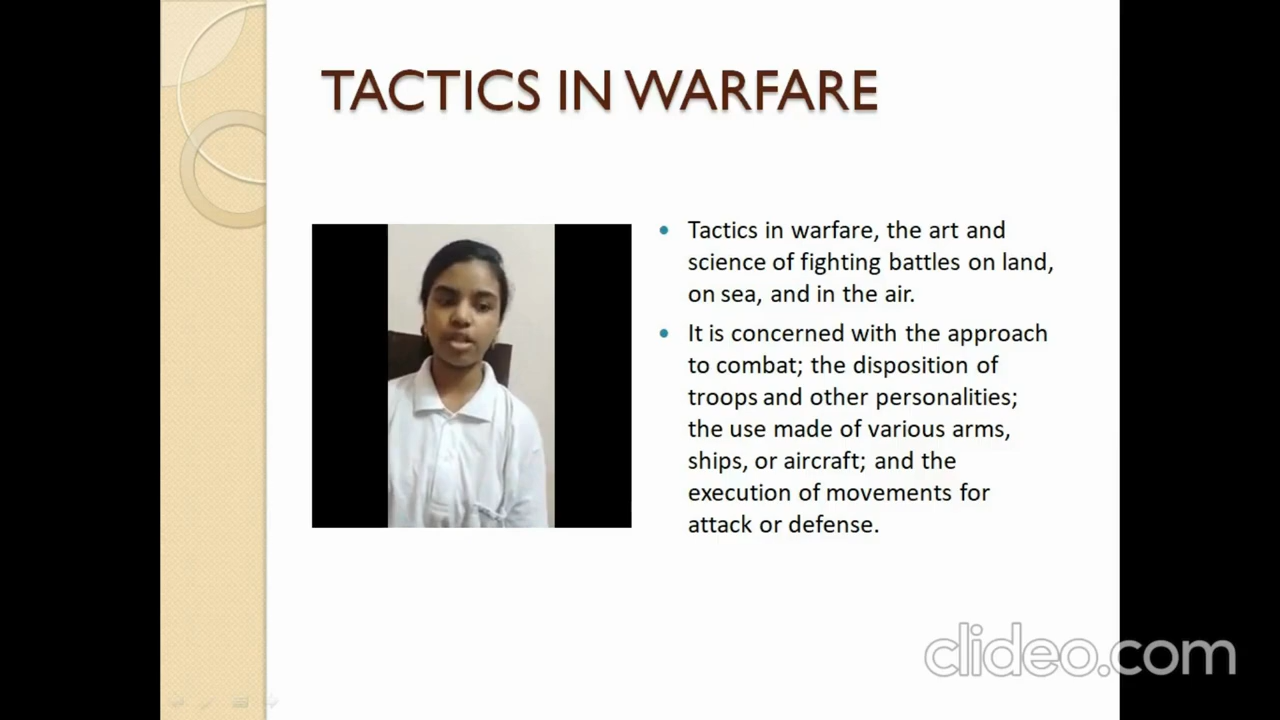 TACTICS IN WARFARE
Tactics in warfare, the art and
science of fighting battles on land,
on sea, and in the air.
It is concerned with the approach
to combat; the disposition of
troops and other personalities;
the use made of various arms,
ships, or aircraft; and the
execution of movements for
attack or defense.
clideo.com